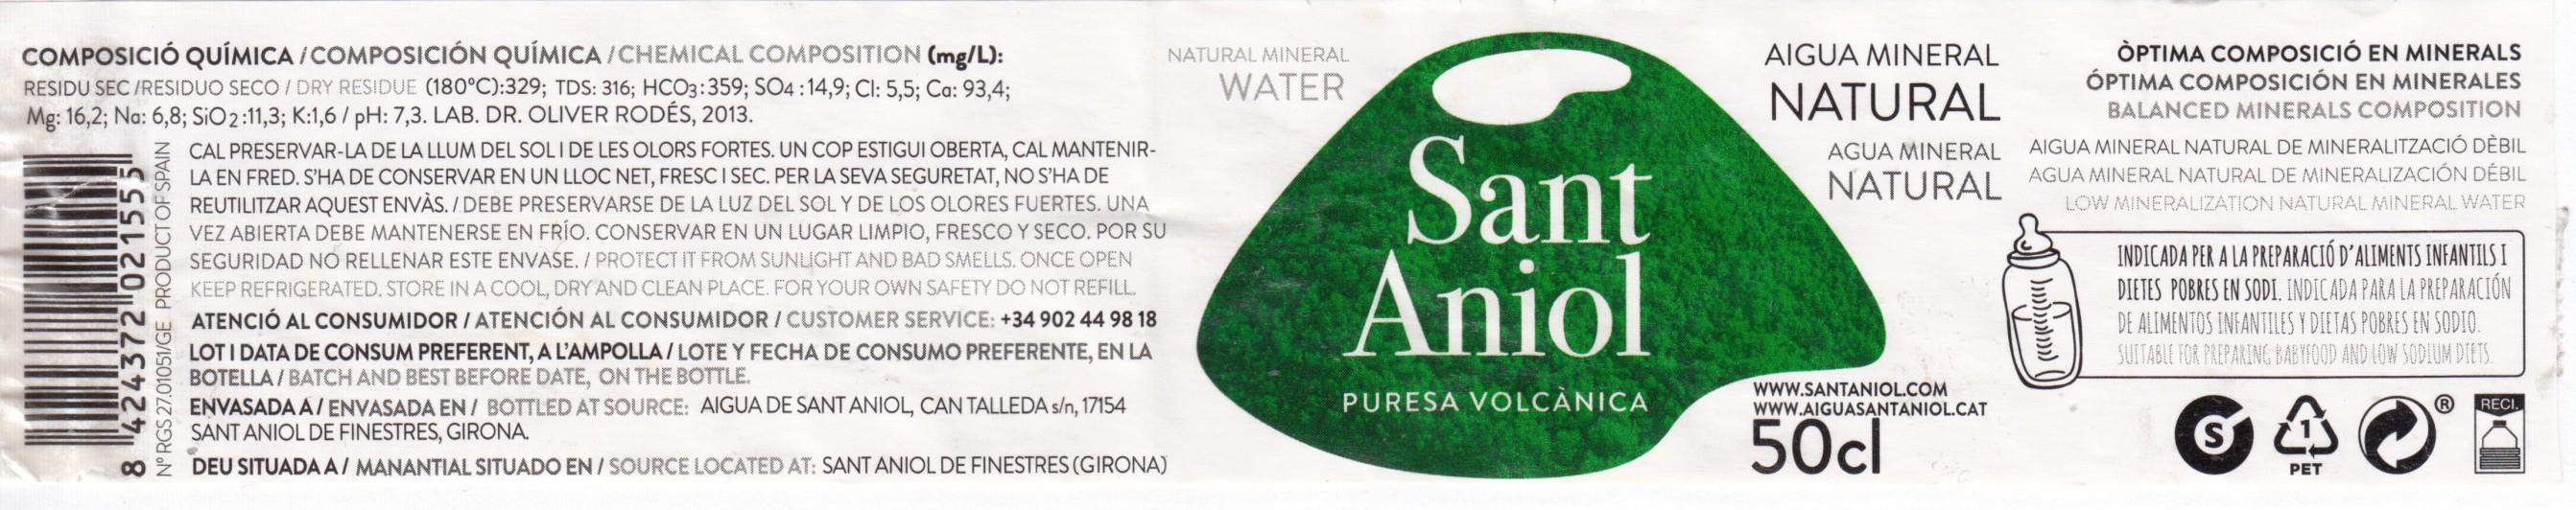 COMPOSICIÓ QUÍMICA / COMPOSICIÓN QUÍMICA / CHEMICAL COMPOSITION (mg/L):
RESIDU SEC / RESIDUO SECO / DRY RESIDUE (180°C):329; TDS: 316; HCO3:359; SO4:14,9; Cl: 5,5; Ca: 93,4;
Mg: 16,2; Na: 6,8; SiO2:11,3; K:1,6 / pH: 7,3. LAB. DR. OLIVER RODÉS, 2013.
8 424372 021555
Nº RGS 27.01051/GE PRODUCT OF SPAIN
CAL PRESERVAR-LA DE LA LLUM DEL SOL I DE LES OLORS FORTES. UN COP ESTIGUI OBERTA, CAL MANTENIR-
LA EN FRED. S'HA DE CONSERVAR EN UN LLOC NET, FRESC I SEC. PER LA SEVA SEGURETAT, NO S'HA DE
REUTILITZAR AQUEST ENVÀS. / DEBE PRESERVARSE DE LA LUZ DEL SOL Y DE LOS OLORES FUERTES. UNA
VEZ ABIERTA DEBE MANTENERSE EN FRÍO. CONSERVAR EN UN LUGAR LIMPIO, FRESCO Y SECO. POR SU
SEGURIDAD NO RELLENAR ESTE ENVASE. / PROTECT IT FROM SUNLIGHT AND BAD SMELLS. ONCE OPEN
KEEP REFRIGERATED. STORE IN A COOL, DRY AND CLEAN PLACE. FOR YOUR OWN SAFETY DO NOT REFILL.
ATENCIÓ AL CONSUMIDOR / ATENCIÓN AL CONSUMIDOR / CUSTOMER SERVICE: +34 902 44 98 18
LOT I DATA DE CONSUM PREFERENT, A L'AMPOLLA / LOTE Y FECHA DE CONSUMO PREFERENTE, EN LA
BOTELLA / BATCH AND BEST BEFORE DATE, ON THE BOTTLE.
ENVASADA A / ENVASADA EN / BOTTLED AT SOURCE: AIGUA DE SANT ANIOL, CAN TALLEDA s/n, 17154
SANT ANIOL DE FINESTRES, GIRONA.
DEU SITUADA A / MANANTIAL SITUADO EN / SOURCE LOCATED AT: SANT ANIOL DE FINESTRES (GIRONA)
NATURAL MINERAL
WATER
Sant
Aniol
PURESA VOLCÀNICA
AIGUA MINERAL
NATURAL
AGUA MINERAL
NATURAL
WWW.SANTANIOL.COM
WWW.AIGUASANTANIOL.CAT
50cl
ÒPTIMA COMPOSICIÓ EN MINERALS
ÓPTIMA COMPOSICIÓN EN MINERALES
BALANCED MINERALS COMPOSITION
AIGUA MINERAL NATURAL DE MINERALITZACIÓ DÈBIL
AGUA MINERAL NATURAL DE MINERALIZACIÓN DÉBIL
LOW MINERALIZATION NATURAL MINERAL WATER
INDICADA PER A LA PREPARACIÓ D'ALIMENTS INFANTILS I
DIETES POBRES EN SODI. INDICADA PARA LA PREPARACIÓN
DE ALIMENTOS INFANTILES Y DIETAS POBRES EN SODIO.
SUITABLE FOR PREPARING BABYFOOD AND LOW SODIUM DIETS.
S
1
PET
®
RECI.